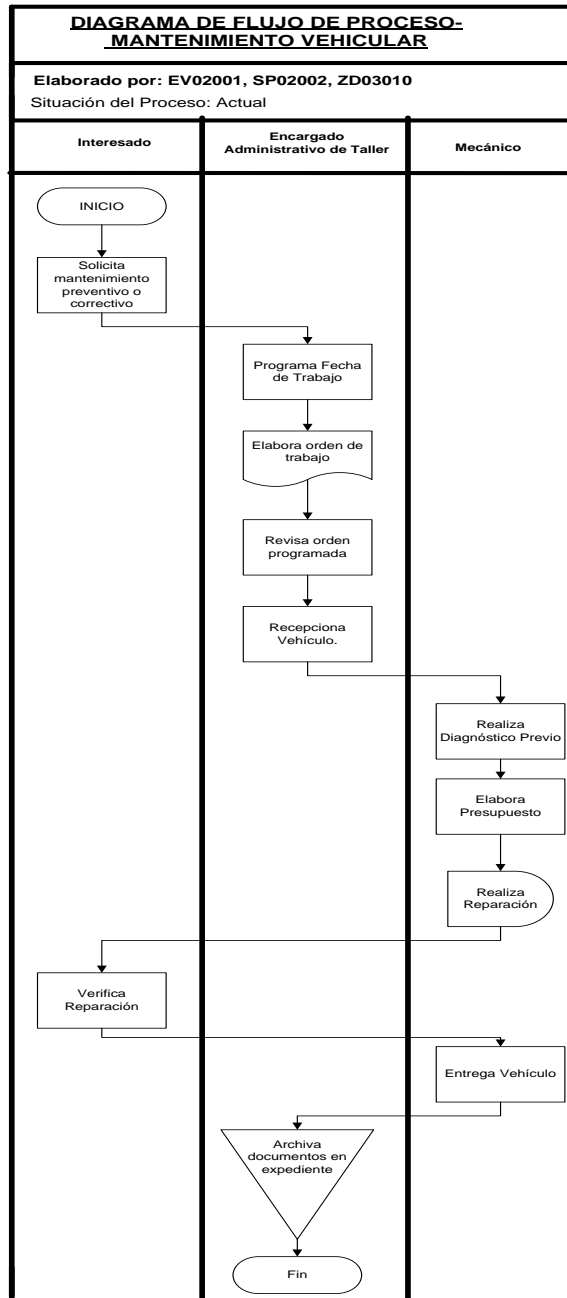 DIAGRAMA DE FLUJO DE PROCESO-
MANTENIMIENTO VEHICULAR
Elaborado por: EV02001, SP02002, ZD03010
Situación del Proceso: Actual
Interesado
Encargado
Administrativo de Taller
Mecánico
INICIO
Solicita
mantenimiento
preventivo o
correctivo
Programa Fecha
de Trabajo
Elabora orden de
trabajo
Revisa orden
programada
Recepciona
Vehículo.
Realiza
Diagnóstico Previo
Elabora
Presupuesto
Realiza
Reparación
Verifica
Reparación
Entrega Vehículo
Archiva
documentos en
expediente
Fin